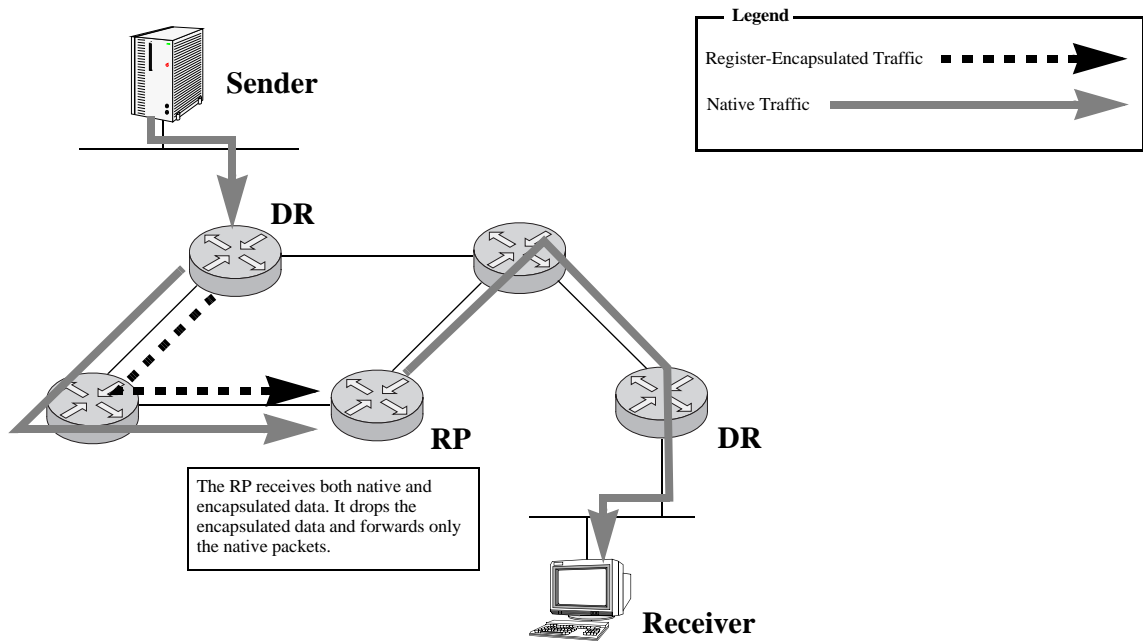 Legend
Register-Encapsulated Traffic
Native Traffic
Sender
DR
RP
DR
The RP receives both native and
encapsulated data. It drops the
encapsulated data and forwards only
the native packets.
Receiver